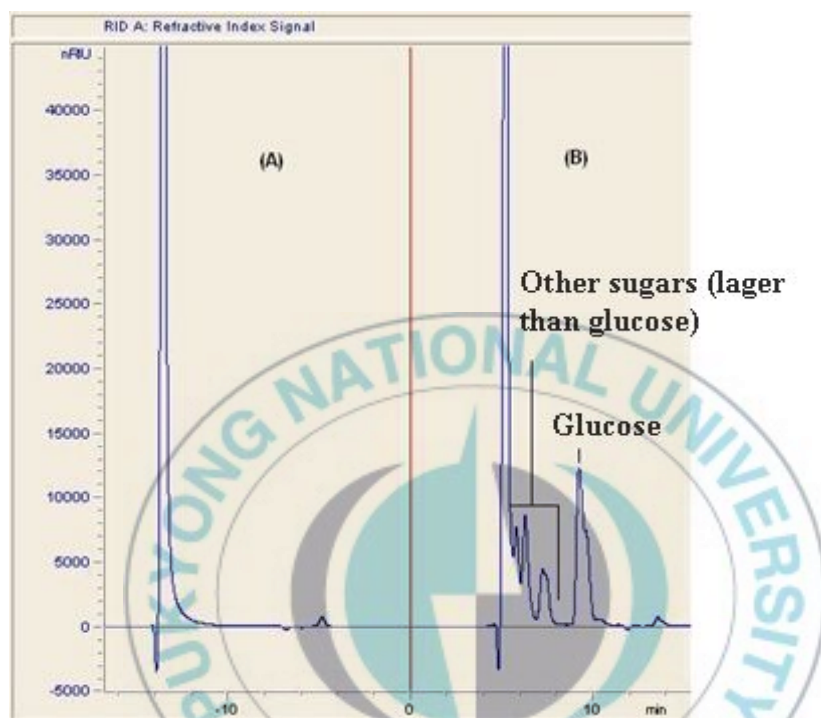 RID A: Refractive Index Signal
nRIU
40000
35000
30000
25000
20000
15000
10000
5000
0
-5000
(A)
(B)
Other sugars (lager
than glucose)
Glucose
-10
0
10
min
PUKYONG NATIONAL UNIVERSITY